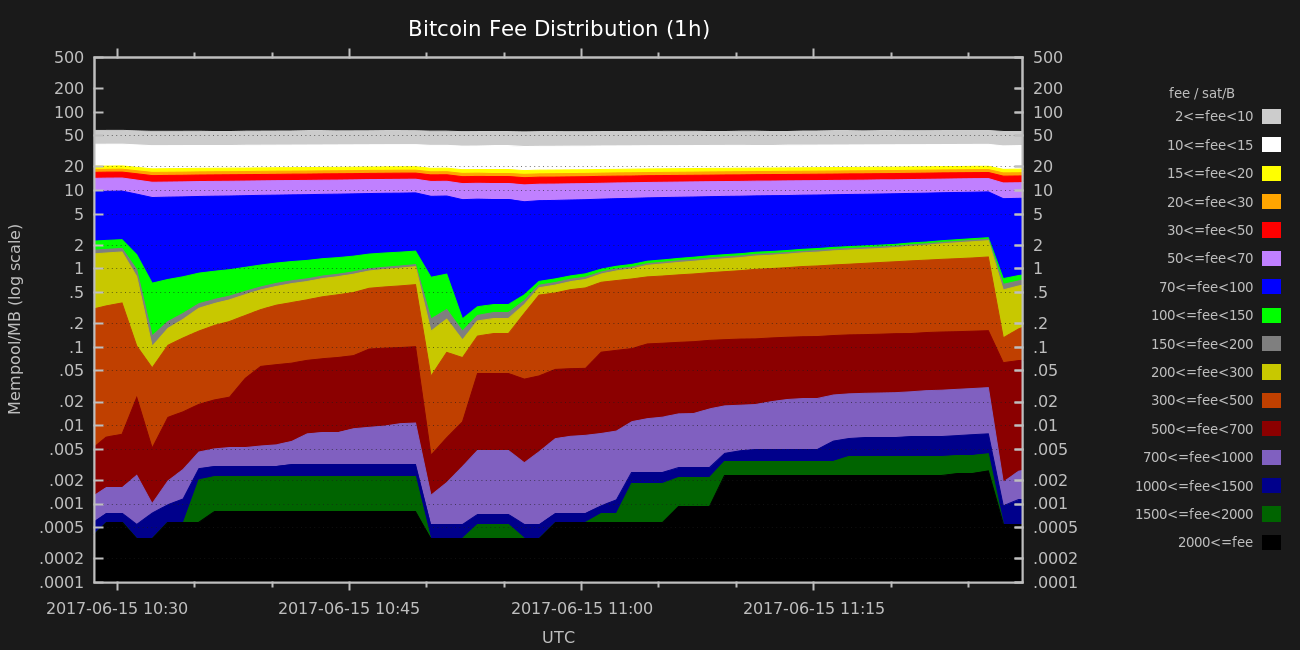 Bitcoin Fee Distribution (1h)
Mempool/MB (log scale)
500
200
100
50
20
10
5
2
1
.5
.2
.1
.05
.02
.01
.005
.002
.001
.0005
.0002
.0001
500
200
100
50
20
10
5
2
1
.5
.2
.1
.05
.02
.01
.005
.002
.001
.0005
.0002
.0001
2017-06-15 10:30
2017-06-15 10:45
2017-06-15 11:00
2017-06-15 11:15
UTC
fee / sat/B
2<=fee<10
10<=fee<15
15<=fee<20
20<=fee<30
30<=fee<50
50<=fee<70
70<=fee<100
100<=fee<150
150<=fee<200
200<=fee<300
300<=fee<500
500<=fee<700
700<=fee<1000
1000<=fee<1500
1500<=fee<2000
2000<=fee